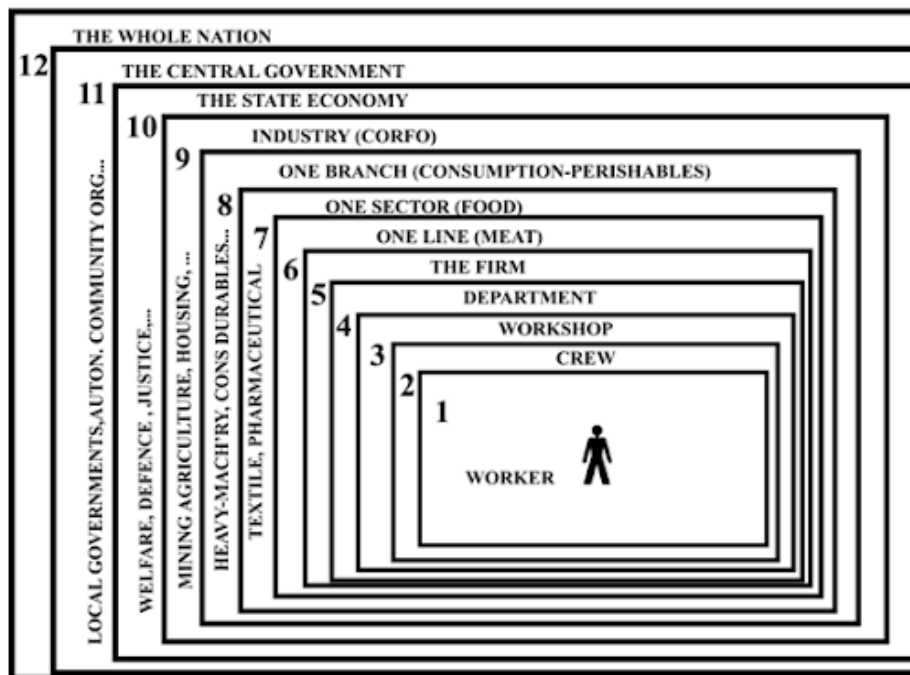 THE WHOLE NATION
12
THE CENTRAL GOVERNMENT
11
THE STATE ECONOMY
10
INDUSTRY (CORFO)
9
ONE BRANCH (CONSUMPTION-PERISHABLES)
8
ONE SECTOR (FOOD)
7
ONE LINE (MEAT)
6
THE FIRM
5
DEPARTMENT
4
WORKSHOP
3
CREW
2
1
WORKER
LOCAL GOVERNMENTS,AUTON. COMMUNITY ORG...
WELFARE, DEFENCE , JUSTICE,...
MINING AGRICULTURE, HOUSING, ...
HEAVY-MACH'RY, CONS DURABLES...
TEXTILE, PHARMACEUTICAL